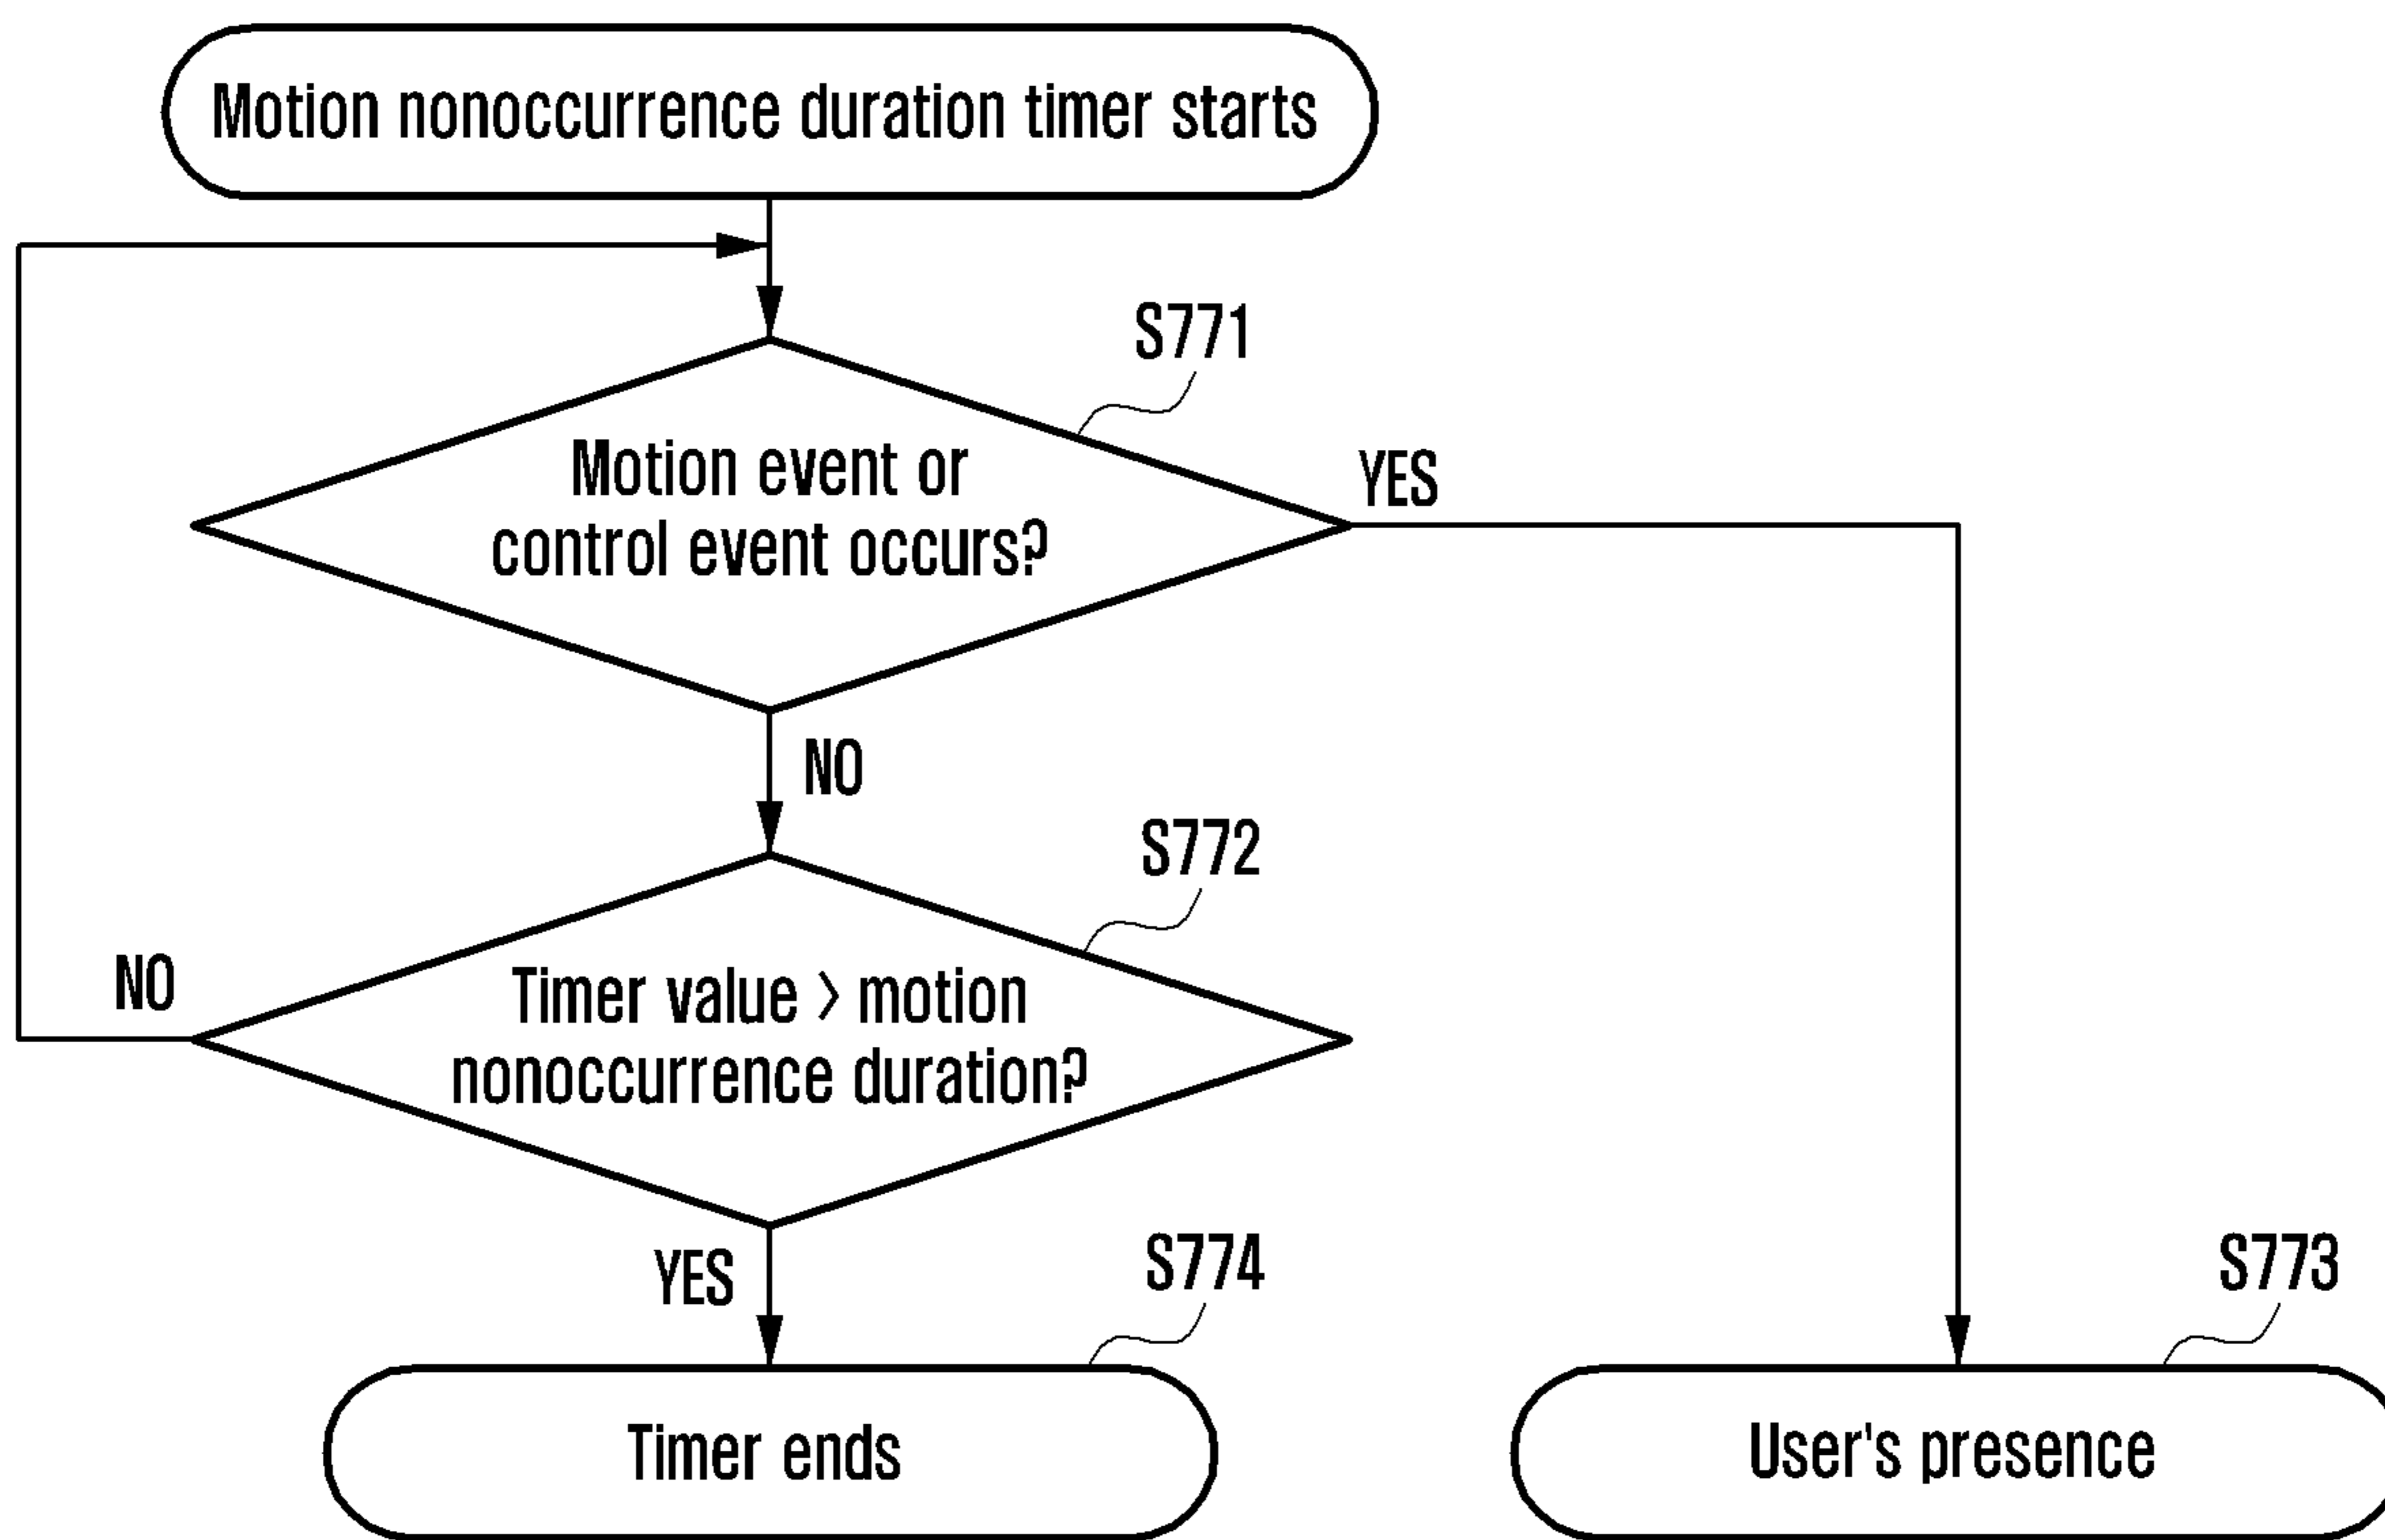 Motion nonoccurrence duration timer starts
S771
Motion event or
control event occurs?
YES
NO
S772
Timer value > motion
nonoccurrence duration?
NO
YES
S774
Timer ends
S773
User's presence